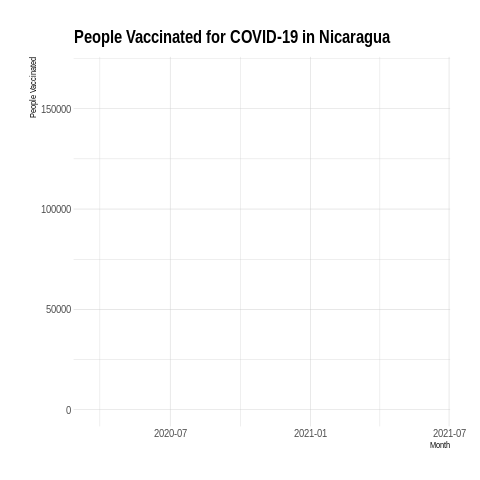 People Vaccinated for COVID-19 in Nicaragua
People Vaccinated
150000
100000
50000
0
2020-07
2021-01
2021-07
Month